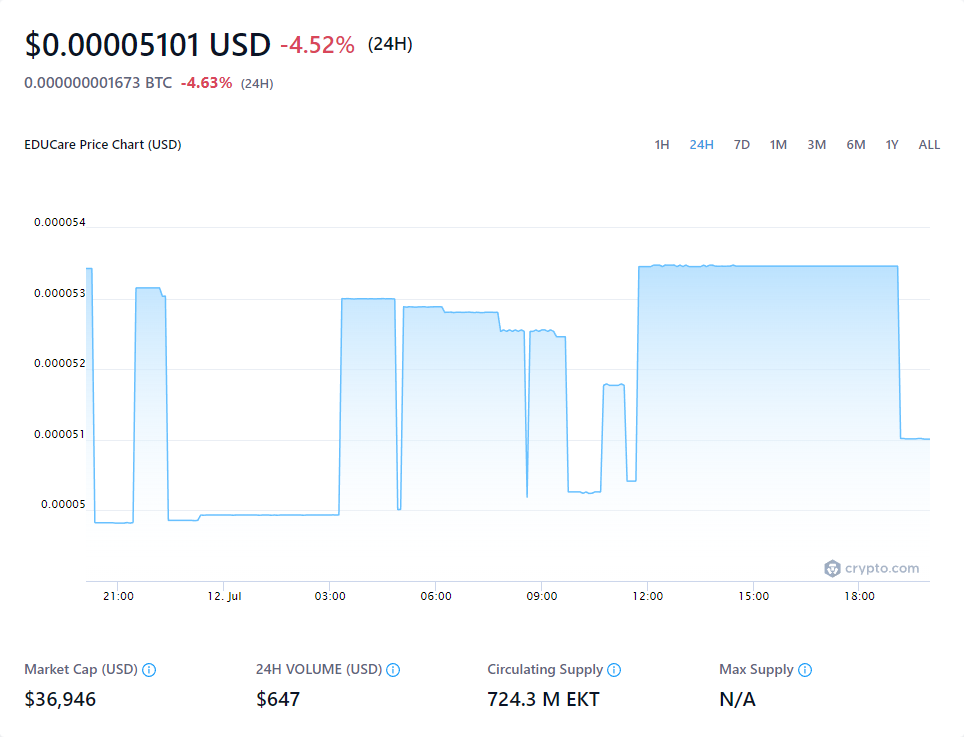 $0.00005101 USD -4.52% (24H)
0.000000001673 BTC -4.63% (24H)
EDUCare Price Chart (USD) 1H 24H 7D 1M 3M 6M 1Y ALL
0.000054
0.000053
0.000052
0.000051
0.00005
crypto.com
21:00 12. Jul 03:00 06:00 09:00 12:00 15:00 18:00
Market Cap (USD) 24H VOLUME (USD) Circulating Supply Max Supply
$36,946 $647 724.3 M EKT N/A